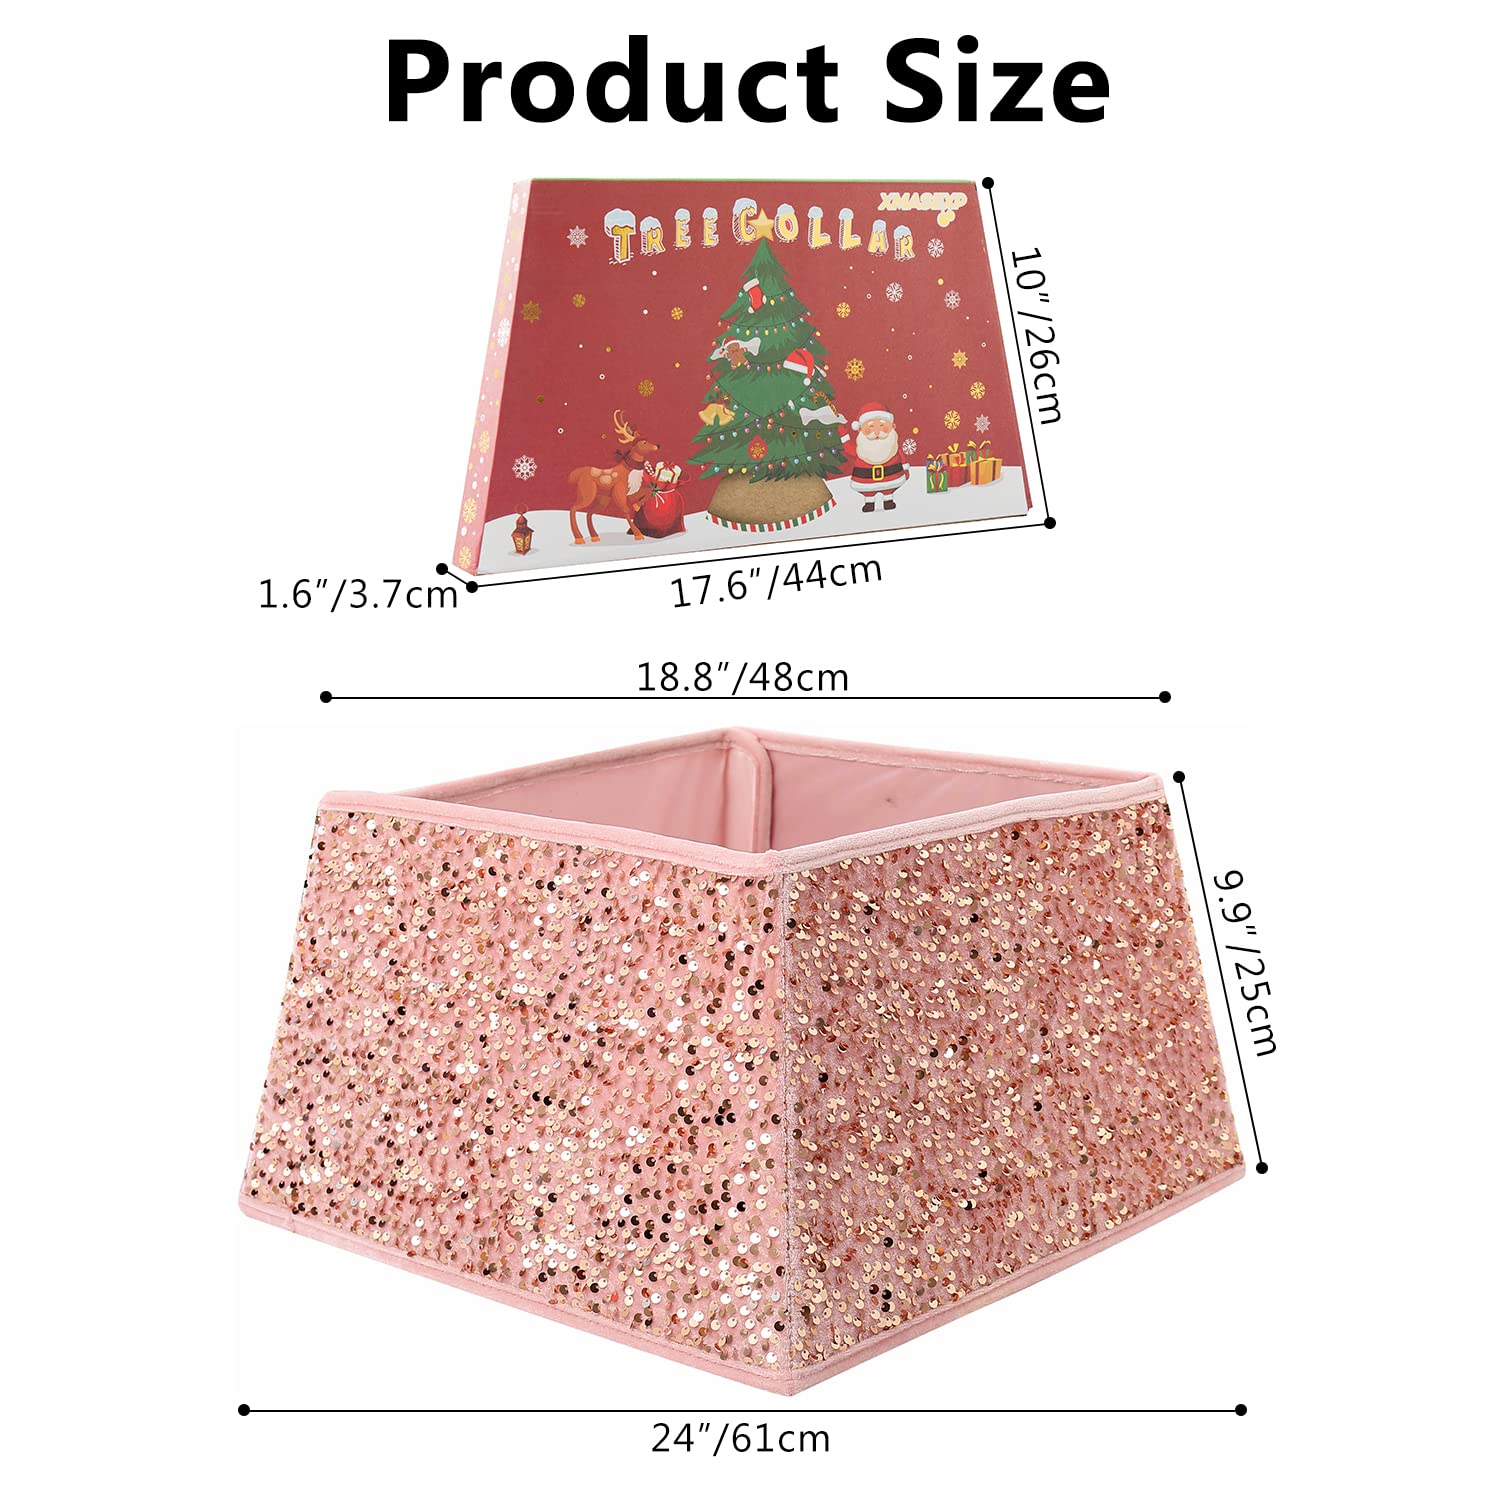 Product Size
XMASEXP
TREE COLLAR
10″/26cm
1.6″/3.7cm
17.6″/44cm
18.8″/48cm
9.9″/25cm
24″/61cm